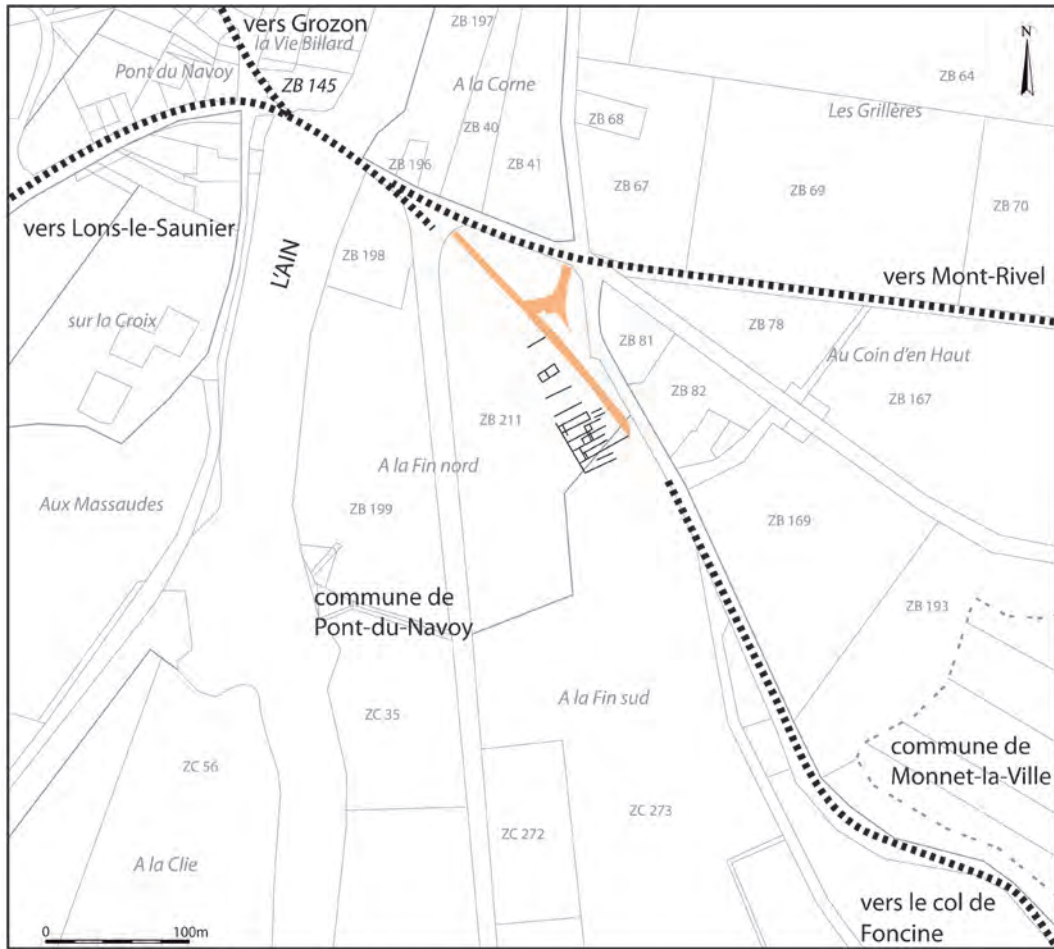 vers Grozon
la Vie Billard
ZB 197
N
Pont du Navoy
ZB 145
A la Corne
ZB 64
Les Grillères
ZB 68
ZB 40
ZB 196
ZB 41
ZB 67
ZB 69
ZB 70
vers Lons-le-Saunier
L'AIN
ZB 198
vers Mont-Rivel
sur la Croix
ZB 78
ZB 81
Au Coin d'en Haut
ZB 82
ZB 167
ZB 211
A la Fin nord
Aux Massaudes
ZB 199
ZB 169
commune de
Pont-du-Navoy
ZB 193
A la Fin sud
ZC 35
commune de
Monnet-la-Ville
ZC 56
ZC 273
ZC 272
A la Clie
vers le col de
Foncine
0 100m